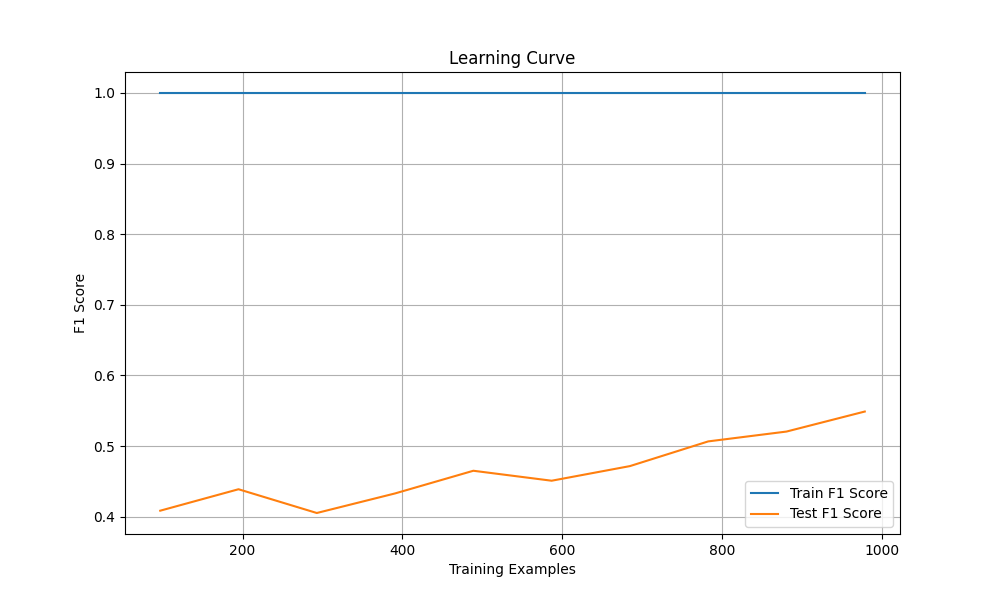 Learning Curve
1.0
0.9
0.8
0.7
0.6
0.5
0.4
F1 Score
Train F1 Score
Test F1 Score
200
400
600
800
1000
Training Examples